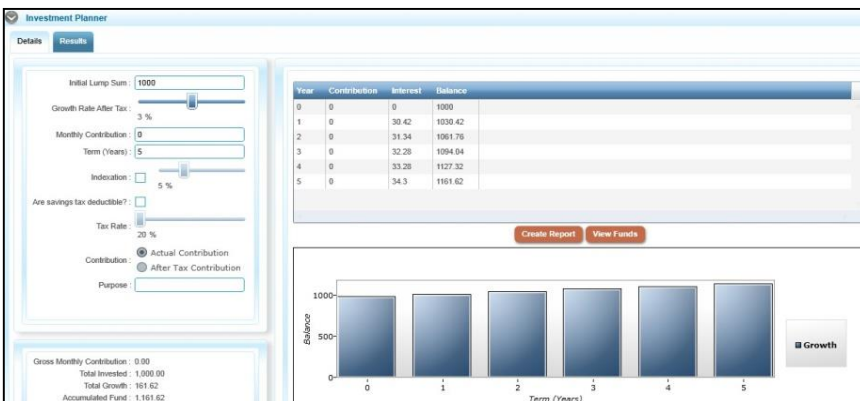 Investment Planner
Details Results
Initial Lump Sum : 1000
Growth Rate After Tax :
3 %
Monthly Contribution : 0
Term (Years) : 5
Indexation :
5 %
Are savings tax deductible? :
Tax Rate :
20 %
Contribution : Actual Contribution
After Tax Contribution
Purpose :
Gross Monthly Contribution : 0.00
Total Invested : 1,000.00
Total Growth : 161.62
Accumulated Fund : 1,161.62
Year Contribution Interest Balance
0 0 0 1000
1 0 30.42 1030.42
2 0 31.34 1061.76
3 0 32.28 1094.04
4 0 33.28 1127.32
5 0 34.3 1161.62
Create Report View Funds
Balance
1000
500
0
0 1 2 3 4 5
Term (Years)
Growth